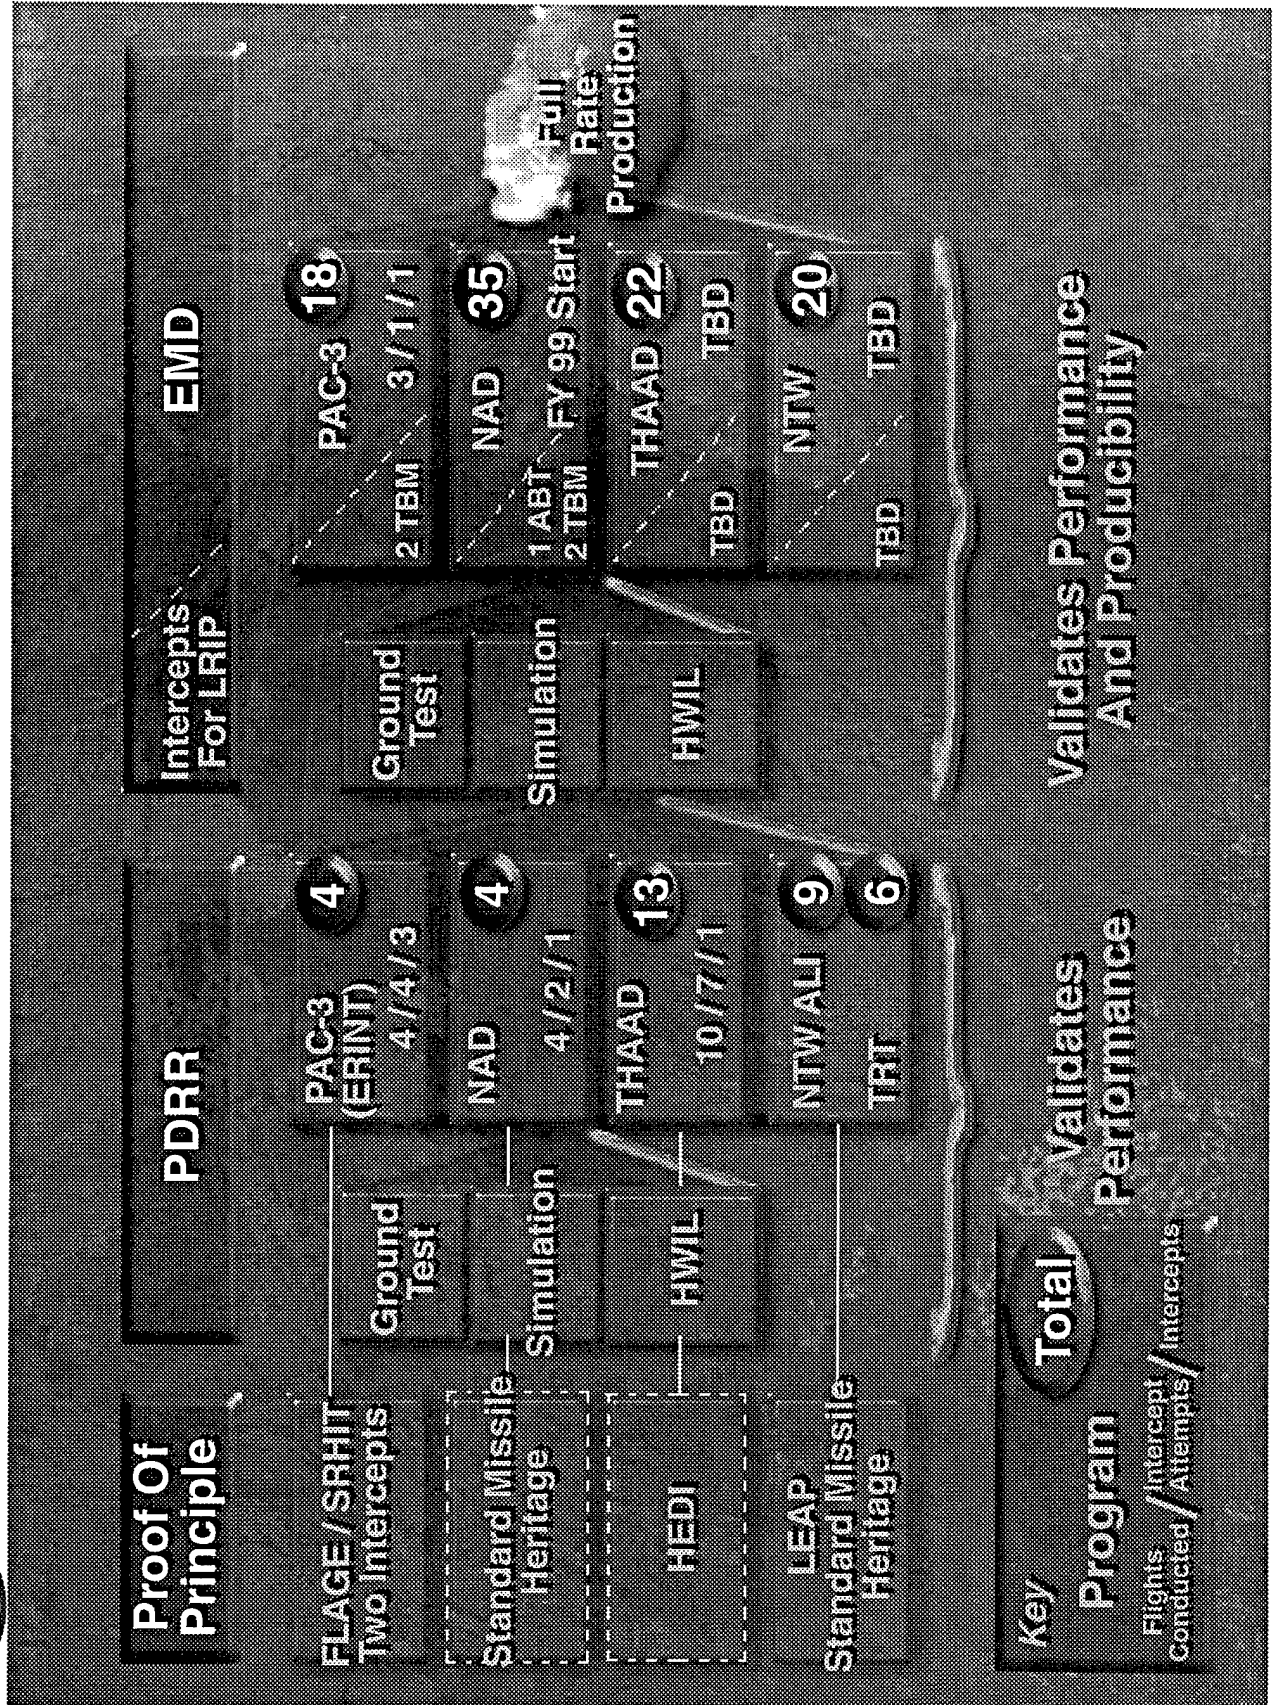 Proof Of
Principle
PDRR
Intercepts
For LRIP
EMD
FLAGE / SRHIT
Two Intercepts
Standard Missile
Heritage
HEDI
LEAP
Standard Missile
Heritage
Ground
Test
Simulation
HWIL
PAC-3
(ERINT)
4
4 / 4 / 3
NAD
4
4 / 2 / 1
THAAD
13
10 / 7 / 1
NTW ALI
9
TRT
6
Ground
Test
Simulation
HWIL
PAC-3
18
2 TBM
3 / 1 / 1
NAD
35
1 ABT
2 TBM
FY 99 Start
THAAD
22
TBD
TBD
NTW
20
TBD
TBD
Full
Rate
Production
Validates
Performance
Validates Performance
And Producibility
Key
Program
Total
Flights
Conducted / Intercept
Attempts / Intercepts